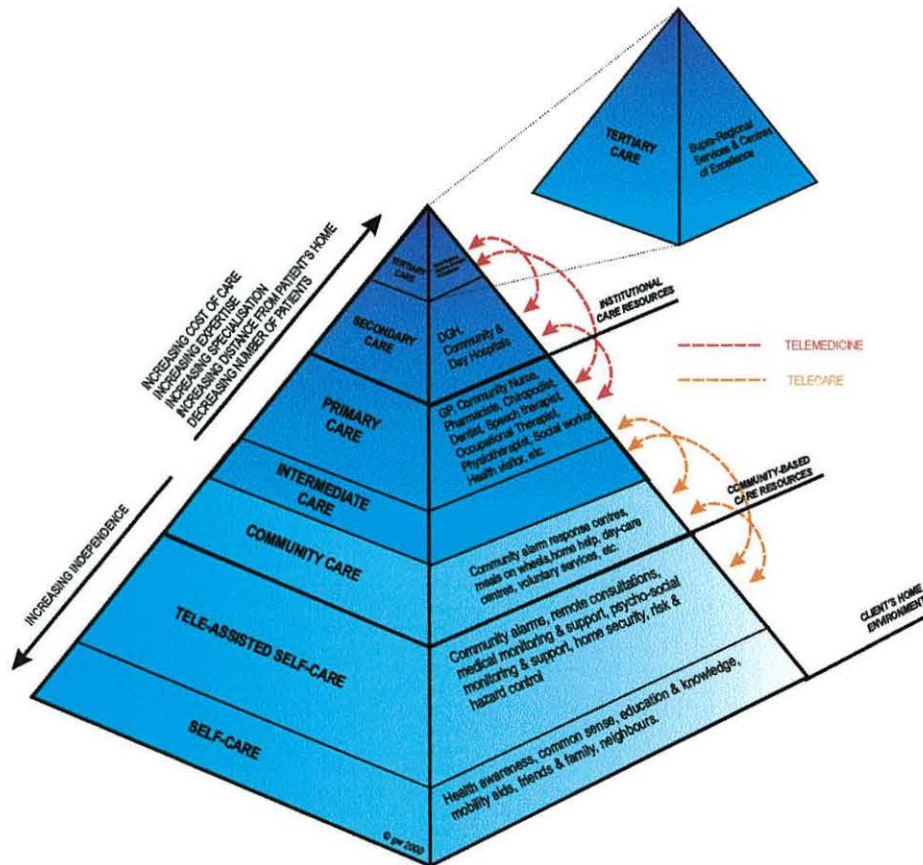 TERTIARY
CARE
Supra-Regional
Services & Centres
of Excellence
INCREASING COST OF CARE
INCREASING EXPERTISE
INCREASING SPECIALISATION
INCREASING DISTANCE FROM PATIENT'S HOME
DECREASING NUMBER OF PATIENTS
INCREASING INDEPENDENCE
TERTIARY
CARE
SECONDARY
CARE
DGH,
Community &
Day Hospitals
INSTITUTIONAL
CARE RESOURCES
TELEMEDICINE
TELECARE
PRIMARY
CARE
GP, Community Nurse,
Pharmacists, Chiropodist,
Dentist, Speech therapist,
Occupational Therapist,
Physiotherapist, Social worker
Health visitor, etc
INTERMEDIATE
CARE
COMMUNITY-BASED
CARE RESOURCES
COMMUNITY CARE
Community alarm response centres,
meals on wheels,home help, day-care
centres, voluntary services, etc.
TELE-ASSISTED SELF-CARE
Community alarms, remote consultations,
medical monitoring & support, psycho-social
monitoring & support, home security, risk &
hazard control
CLIENT'S HOME
ENVIRONMENT
SELF-CARE
Health awareness, common sense, education & knowledge,
mobility aids, friends & family, neighbours.
© gw 2000